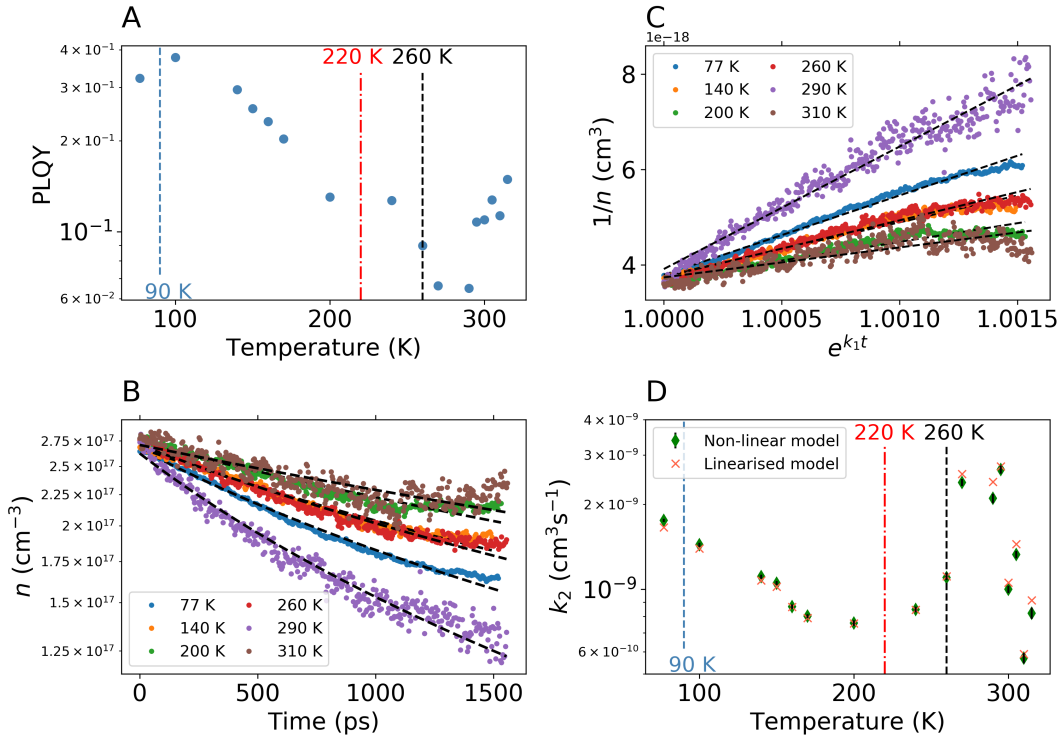 A
PLQY
4 × 10⁻¹
3 × 10⁻¹
2 × 10⁻¹
10⁻¹
6 × 10⁻²
220 K
260 K
90 K
100
200
300
Temperature (K)
C
1e−18
1/n (cm³)
8
6
4
77 K
140 K
200 K
260 K
290 K
310 K
1.0000
1.0005
1.0010
1.0015
e^{k₁t}
B
n (cm⁻³)
2.75 × 10¹⁷
2.5 × 10¹⁷
2.25 × 10¹⁷
2 × 10¹⁷
1.75 × 10¹⁷
1.5 × 10¹⁷
1.25 × 10¹⁷
77 K
140 K
200 K
260 K
290 K
310 K
0
500
1000
1500
Time (ps)
D
k₂ (cm³s⁻¹)
4 × 10⁻⁹
3 × 10⁻⁹
2 × 10⁻⁹
10⁻⁹
6 × 10⁻¹⁰
Non-linear model
Linearised model
220 K
260 K
90 K
100
200
300
Temperature (K)